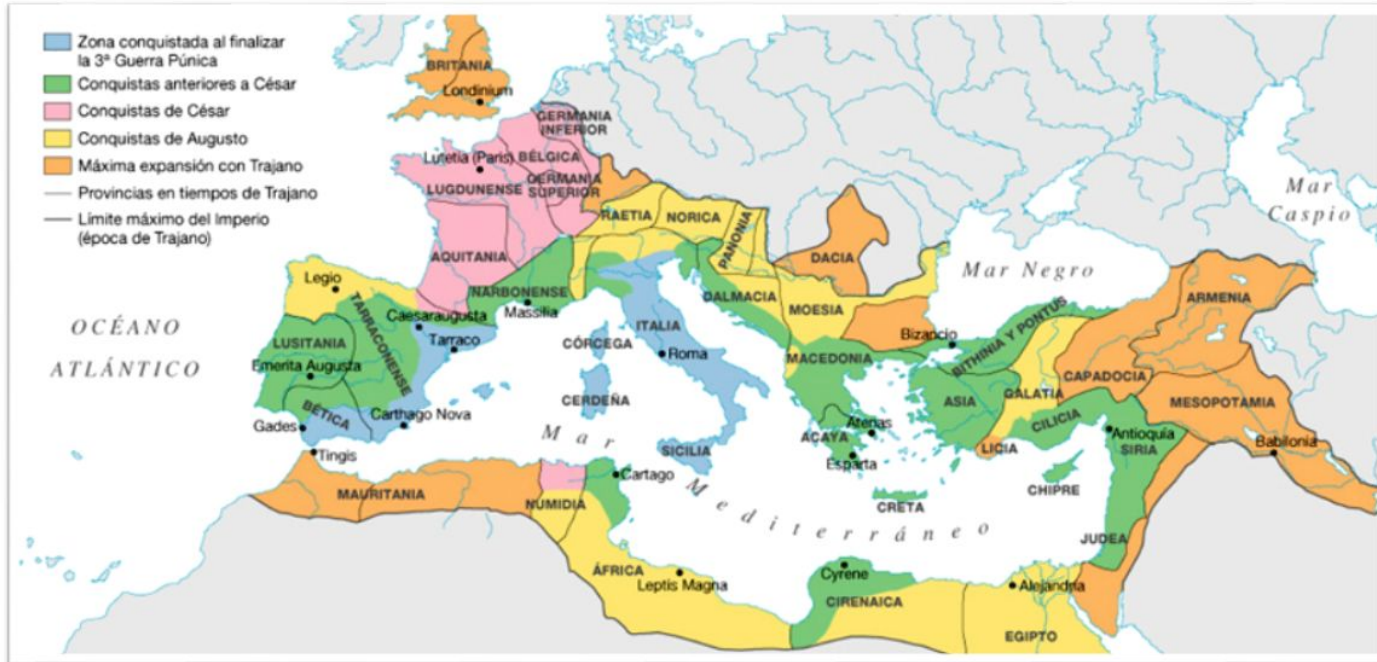 Zona conquistada al finalizar
la 3ª Guerra Púnica
Conquistas anteriores a César
Conquistas de César
Conquistas de Augusto
Máxima expansión con Trajano
Provincias en tiempos de Trajano
Límite máximo del Imperio
(época de Trajano)
BRITANIA
Londinium
GERMANIA
INFERIOR
Lutetia (Paris)
BÉLGICA
LUGDUNENSE
GERMANIA
SUPERIOR
AQUITANIA
RAETIA
NORICA
PANONIA
DACIA
Mar
Caspio
Mar Negro
ARMENIA
Legio
TARRACONENSE
NARBONENSE
Massilia
DALMACIA
MOESIA
Bizancio
BITHINIA Y PONTUS
OCÉANO
ATLÁNTICO
Caesaraugusta
Tarraco
LUSITANIA
Emerita Augusta
BÉTICA
Carthago Nova
Gades
Tingis
CÓRCEGA
ITALIA
Roma
CERDEÑA
SICILIA
MACEDONIA
ACAYA
Atenas
Esparta
ASIA
GALATIA
CAPADOCIA
MESOPOTAMIA
LICIA
CILICIA
Antioquía
SIRIA
Babilonia
CHIPRE
CRETA
JUDEA
Mar Mediterráneo
MAURITANIA
NUMIDIA
Cartago
ÁFRICA
Leptis Magna
Cyrene
CIRENAICA
Alejandría
EGIPTO